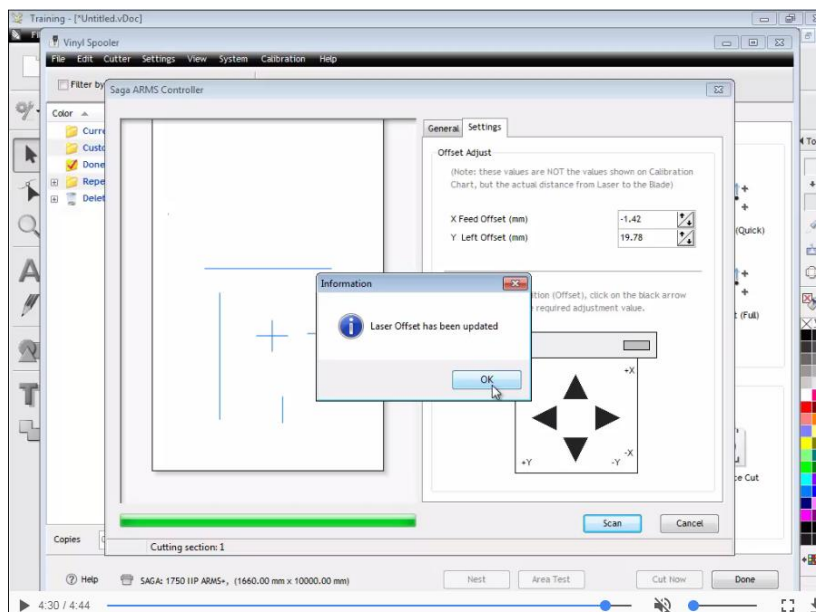 Training - [*Untitled.vDoc]
Vinyl Spooler
File Edit Cutter Settings View System Calibration Help
Filter by
Saga ARMS Controller
Color
Curre
Custo
Done
Repe
Delet
General Settings
Offset Adjust
(Note: these values are NOT the values shown on Calibration
Chart, but the actual distance from Laser to the Blade)
X Feed Offset (mm) -1.42
Y Left Offset (mm) 19.78
(Quick)
Information
Laser Offset has been updated
OK
ition (Offset), click on the black arrow
required adjustment value.
(Full)
+X
+Y
-Y
-X
ce Cut
Scan Cancel
Copies
Cutting section: 1
Help SAGA: 1750 IIP ARMS+, (1660.00 mm x 10000.00 mm) Nest Area Test Cut Now Done
4:30 / 4:44